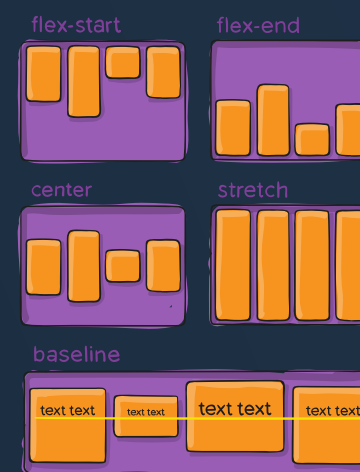 flex-start
flex-end
center
stretch
baseline
text text
text text
text text
text text